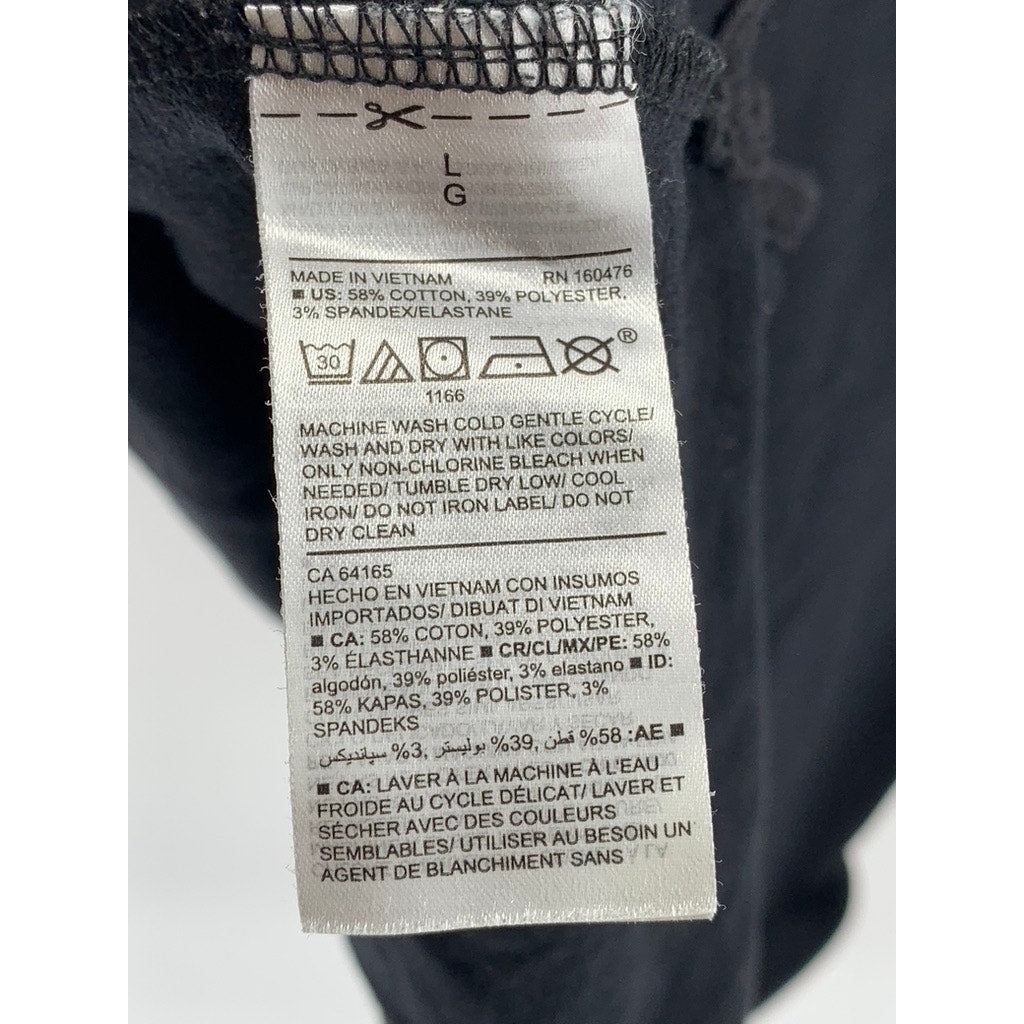 L
G
MADE IN VIETNAM RN 160476
■ US: 58% COTTON, 39% POLYESTER,
3% SPANDEX/ELASTANE
30 ®
1166
MACHINE WASH COLD GENTLE CYCLE/
WASH AND DRY WITH LIKE COLORS/
ONLY NON-CHLORINE BLEACH WHEN
NEEDED/ TUMBLE DRY LOW/ COOL
IRON/ DO NOT IRON LABEL/ DO NOT
DRY CLEAN
CA 64165
HECHO EN VIETNAM CON INSUMOS
IMPORTADOS/ DIBUAT DI VIETNAM
■ CA: 58% COTON, 39% POLYESTER,
3% ÉLASTHANNE ■ CR/CL/MX/PE: 58%
algodón, 39% poliéster, 3% elastano ■ ID:
58% KAPAS, 39% POLISTER, 3%
SPANDEKS
■ AE: 58% قطن, 39% بوليستر, 3% سپانديكس
■ CA: LAVER À LA MACHINE À L'EAU
FROIDE AU CYCLE DÉLICAT/ LAVER ET
SÉCHER AVEC DES COULEURS
SEMBLABLES/ UTILISER AU BESOIN UN
AGENT DE BLANCHIMENT SANS